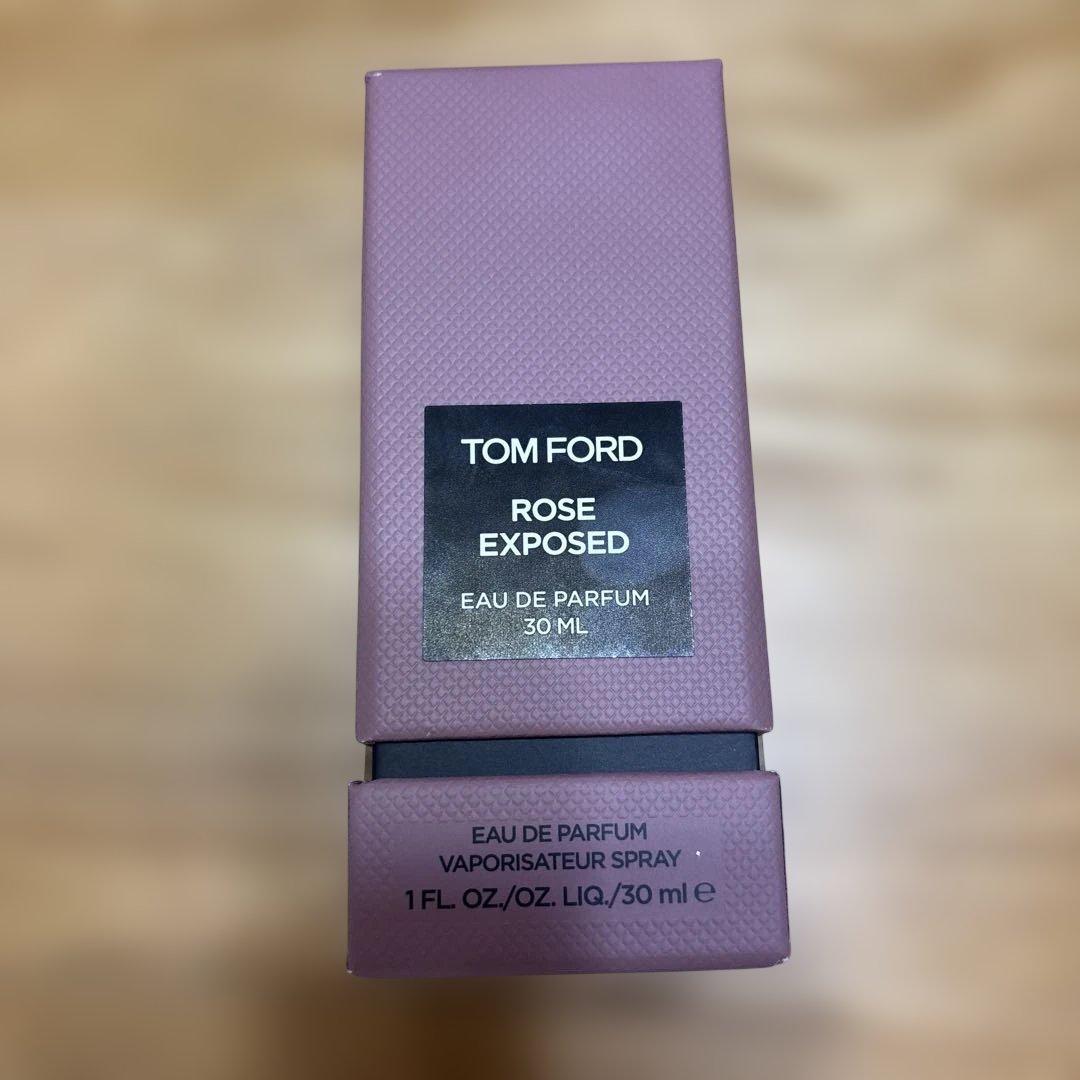 TOM FORD
ROSE
EXPOSED
EAU DE PARFUM
30 ML
EAU DE PARFUM
VAPORISATEUR SPRAY
1 FL. OZ./OZ. LIQ./30 ml ℮